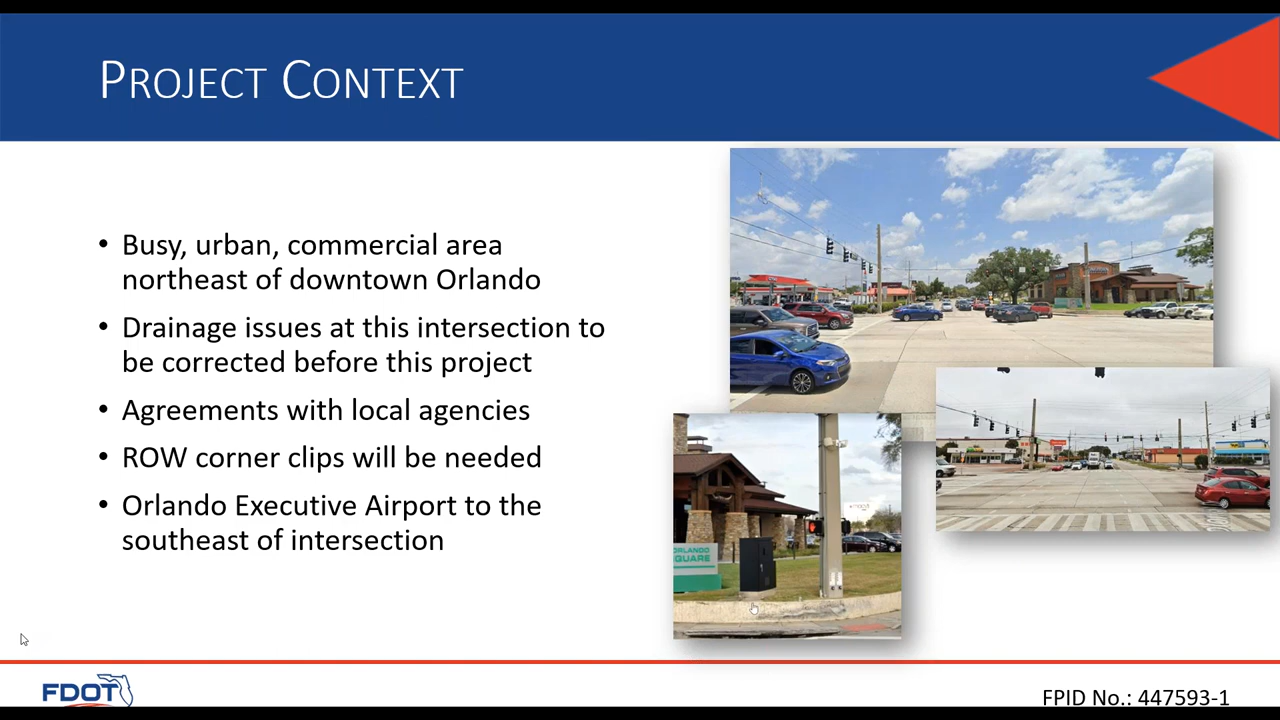 PROJECT CONTEXT
• Busy, urban, commercial area
northeast of downtown Orlando
• Drainage issues at this intersection to
be corrected before this project
• Agreements with local agencies
• ROW corner clips will be needed
• Orlando Executive Airport to the
southeast of intersection
ORLANDO
SQUARE
FDOT
FPID No.: 447593-1